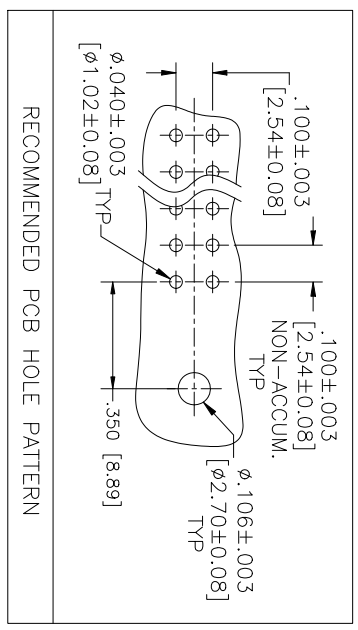 .100±.003
[2.54±0.08]
.100±.003
[2.54±0.08]
NON-ACCUM.
TYP
ø.040±.003
[ø1.02±0.08]
TYP
ø.106±.003
[ø2.70±0.08]
TYP
.350 [8.89]
RECOMMENDED PCB HOLE PATTERN